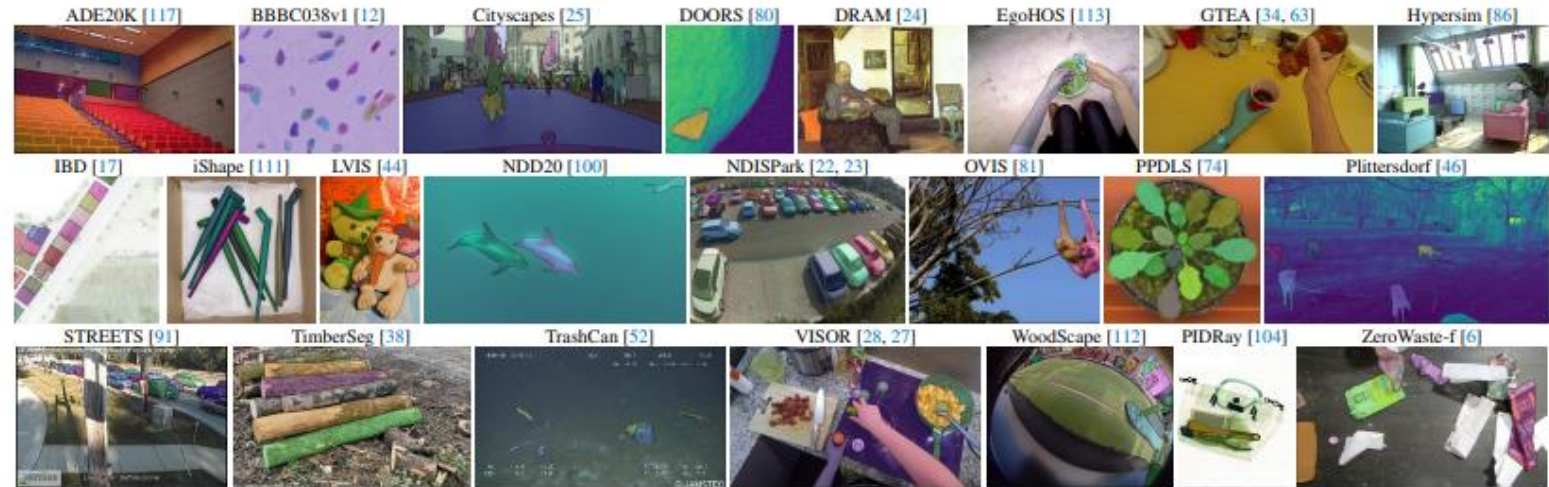 ADE20K [117] BBBC038v1 [12] Cityscapes [25] DOORS [80] DRAM [24] EgoHOS [113] GTEA [34, 63] Hypersim [86]
IBD [17] iShape [111] LVIS [44] NDD20 [100] NDISPark [22, 23] OVIS [81] PPDLS [74] Plittersdorf [46]
STREETS [91] TimberSeg [38] TrashCan [52] VISOR [28, 27] WoodScape [112] PIDRay [104] ZeroWaste-f [6]
©JAMSTEC